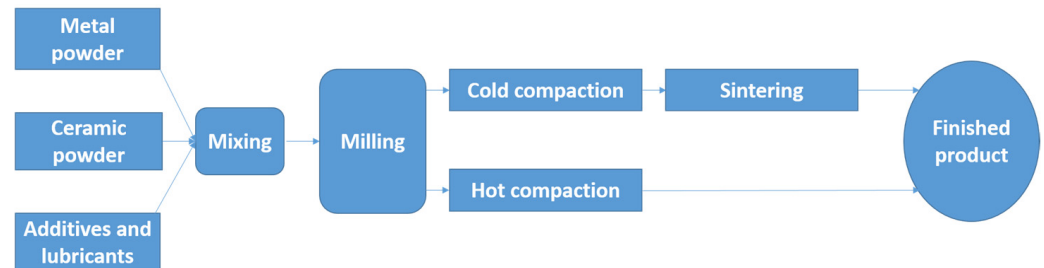 Metal
powder
Ceramic
powder
Additives and
lubricants
Mixing
Milling
Cold compaction
Sintering
Hot compaction
Finished
product